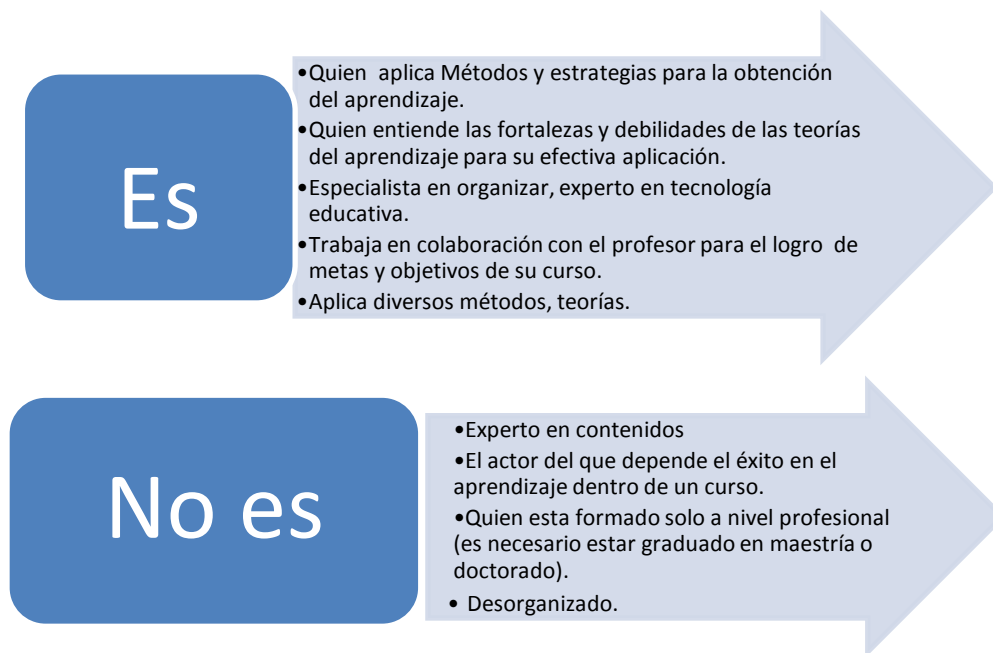 Es
•Quien aplica Métodos y estrategias para la obtención
del aprendizaje.
•Quien entiende las fortalezas y debilidades de las teorías
del aprendizaje para su efectiva aplicación.
•Especialista en organizar, experto en tecnología
educativa.
•Trabaja en colaboración con el profesor para el logro de
metas y objetivos de su curso.
•Aplica diversos métodos, teorías.
No es
•Experto en contenidos
•El actor del que depende el éxito en el
aprendizaje dentro de un curso.
•Quien esta formado solo a nivel profesional
(es necesario estar graduado en maestría o
doctorado).
• Desorganizado.